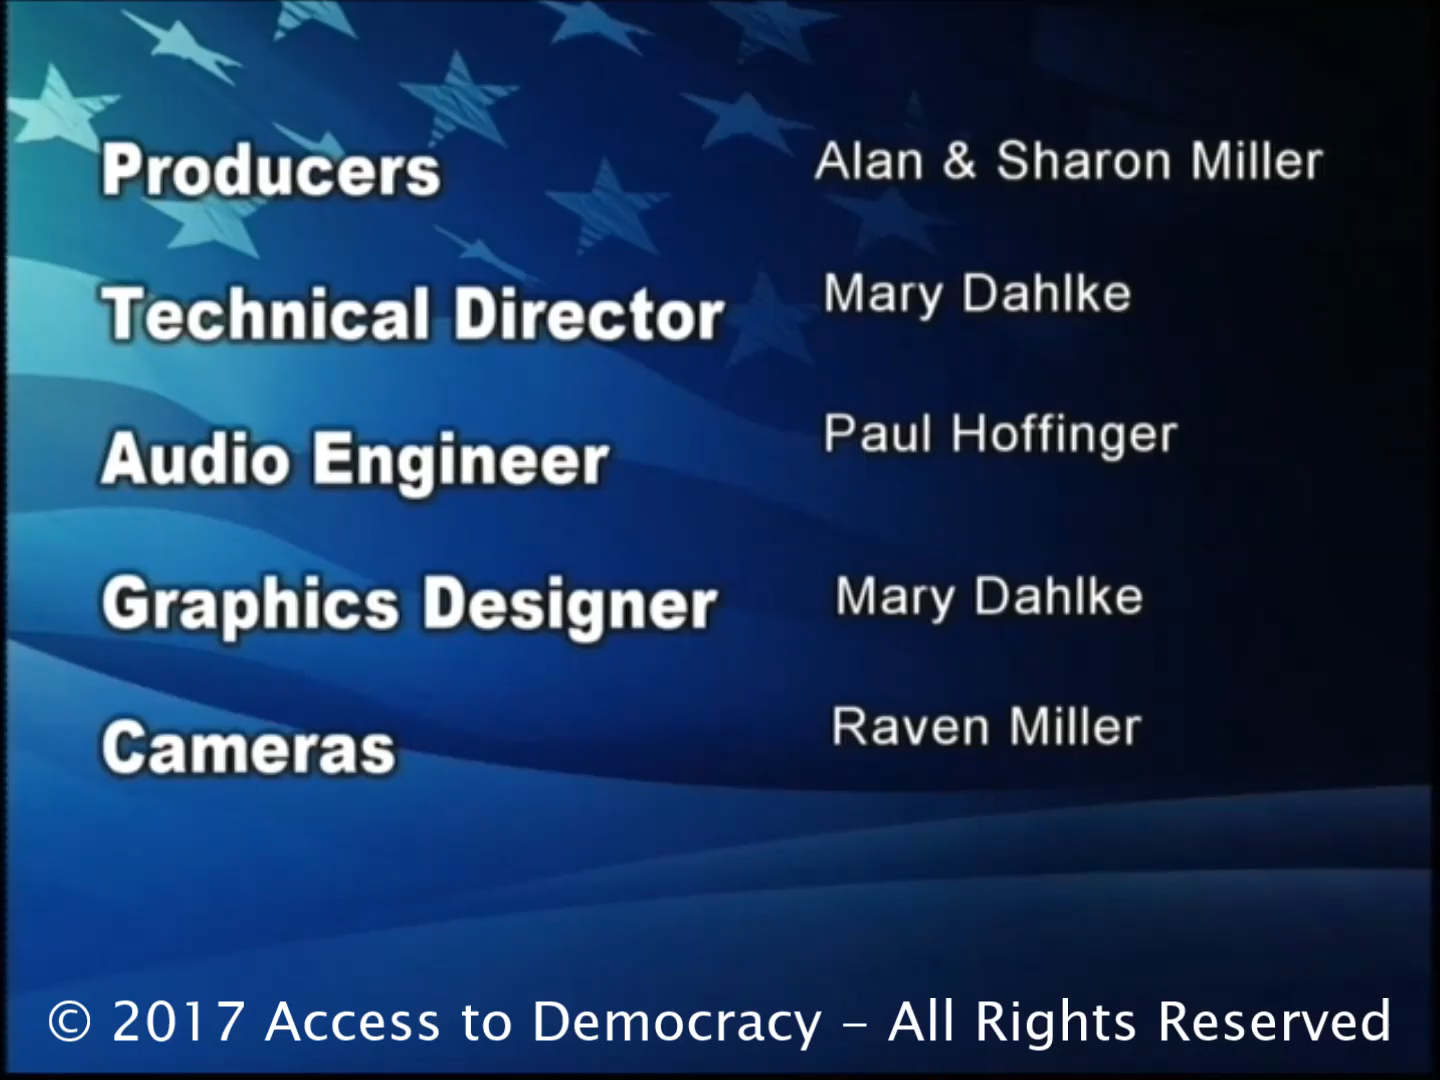 Producers Alan & Sharon Miller
Technical Director Mary Dahlke
Audio Engineer Paul Hoffinger
Graphics Designer Mary Dahlke
Cameras Raven Miller
© 2017 Access to Democracy – All Rights Reserved